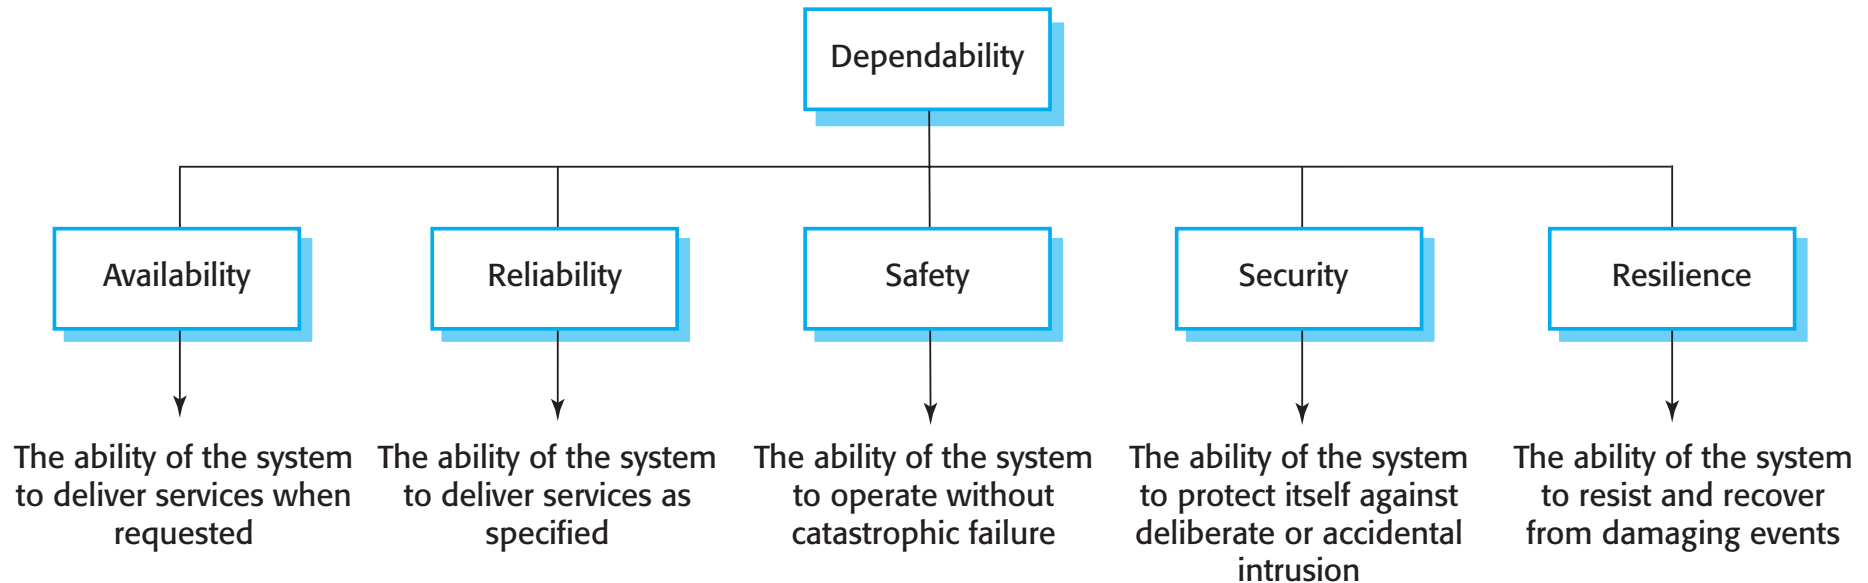 Dependability
Availability
Reliability
Safety
Security
Resilience
The ability of the system
to deliver services when
requested
The ability of the system
to deliver services as
specified
The ability of the system
to operate without
catastrophic failure
The ability of the system
to protect itself against
deliberate or accidental
intrusion
The ability of the system
to resist and recover
from damaging events